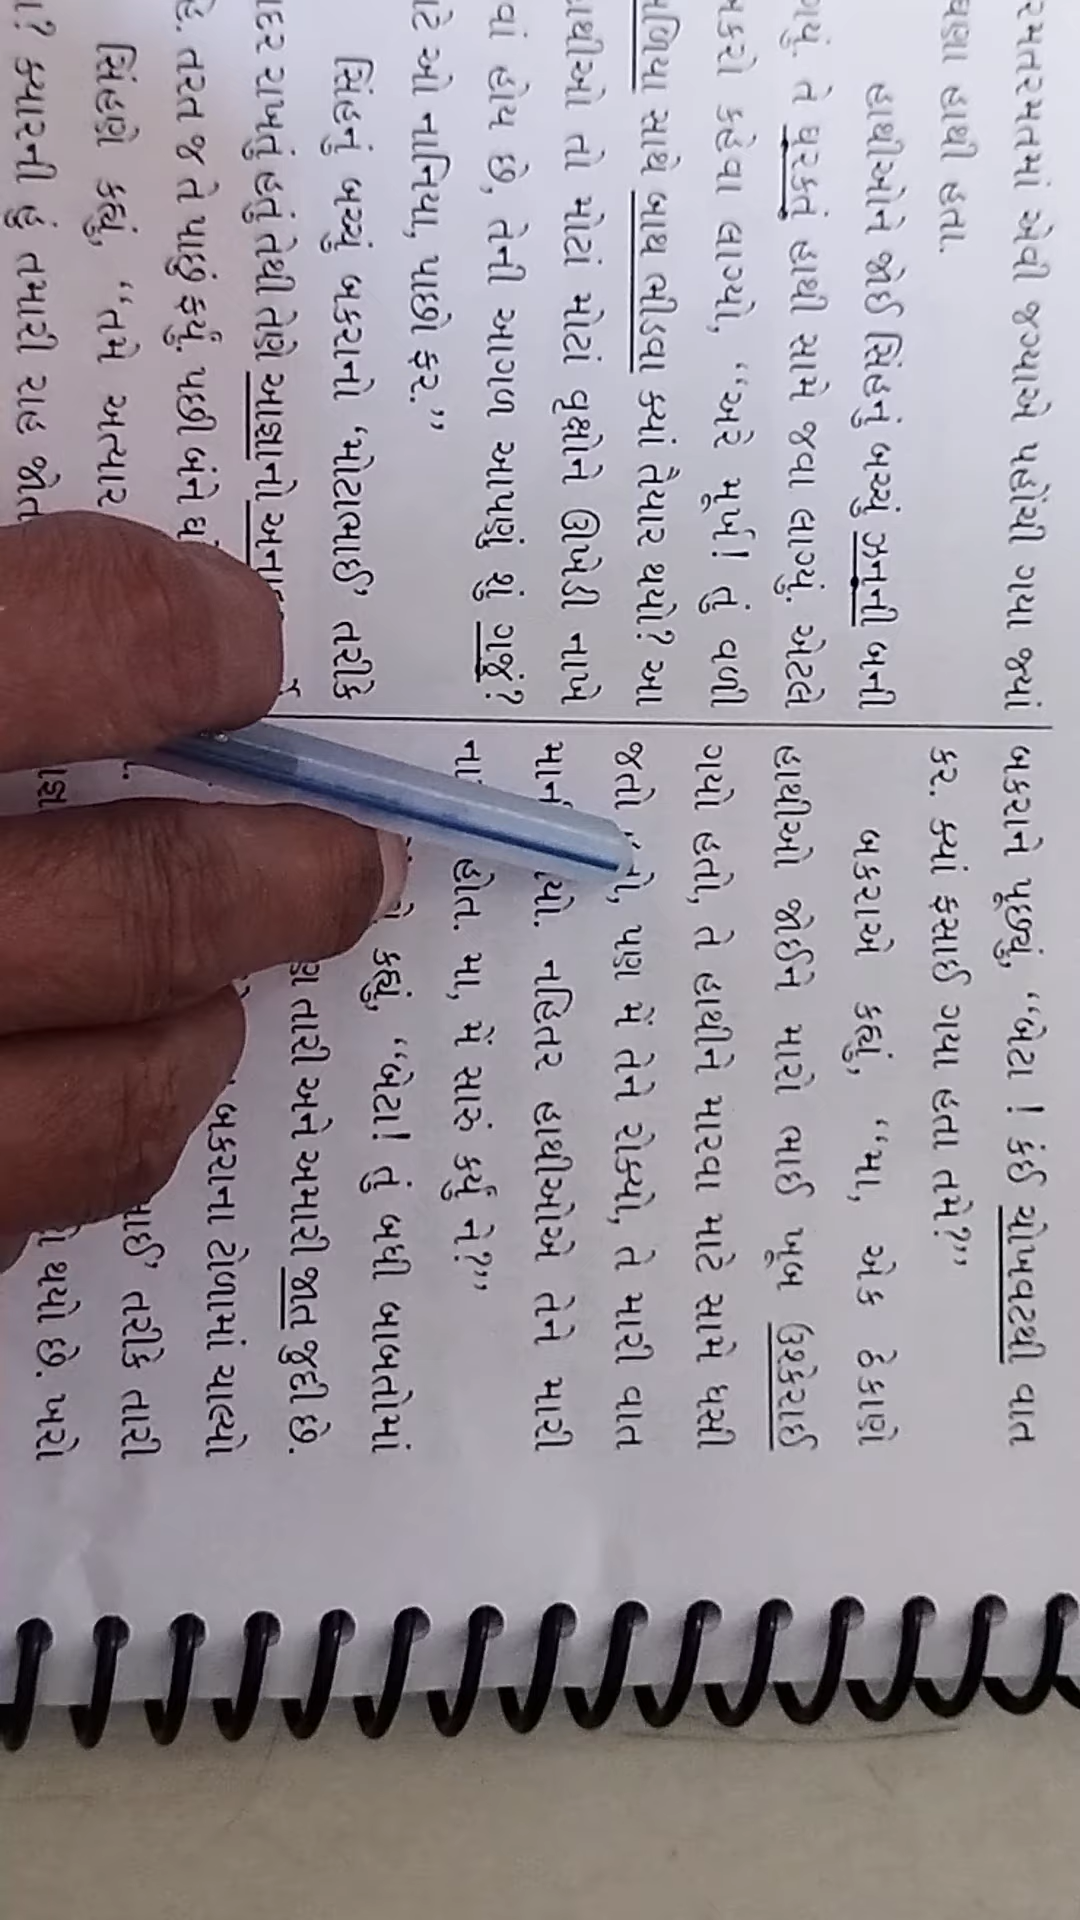 રમતરમતમાં એવી જગ્યાએ પહોંચી ગયા જ્યાં
ઘણા હાથી હતા.
હાથીઓને જોઈ સિંહનું બચ્ચું ઝનૂની બની
ગયું. તે ઘૂરકતું હાથી સામે જવા લાગ્યું. એટલે
બકરો કહેવા લાગ્યો, “અરે મૂર્ખ! તું વળી
સાથે બાથ ભીડવા ક્યાં તૈયાર થયો? આ
હાથીઓ તો મોટાં મોટાં વૃક્ષોને ઊખેડી નાખે
હોય છે, તેની આગળ આપણું શું ગજું?
માટે ઓ નાનિયા, પાછો ફર.”
સિંહનું બચ્ચું બકરાનો ‘મોટાભાઈ’ તરીકે
આદર રાખતું હતું તેથી તેણે આજ્ઞાનો
તરત જ તે પાછું ફર્યું. પછી બંને
સિંહણે કહ્યું, “તમે અત્યાર
ક્યારની હું તમારી રાહ
બકરાને પૂછ્યું, “બેટા ! કંઈ ચોખવટથી વાત
કર. ક્યાં ફસાઈ ગયા હતા તમે?”
બકરાએ કહ્યું, “મા, એક ઠેકાણે
હાથીઓ જોઈને મારો ભાઈ ખૂબ ઉશ્કેરાઈ
ગયો હતો, તે હાથીને મારવા માટે સામે ધસી
જતો પણ મેં તેને રોક્યો, તે મારી વાત
નહિતર હાથીઓએ તેને મારી
હોત. મા, મેં સારું કર્યું ને?”
કહ્યું, “બેટા! તું બધી બાબતોમાં
તારી અને અમારી જાત જુદી છે.
બકરાના ટોળામાં ચાલ્યો
તરીકે તારી
થયો છે. ખરો